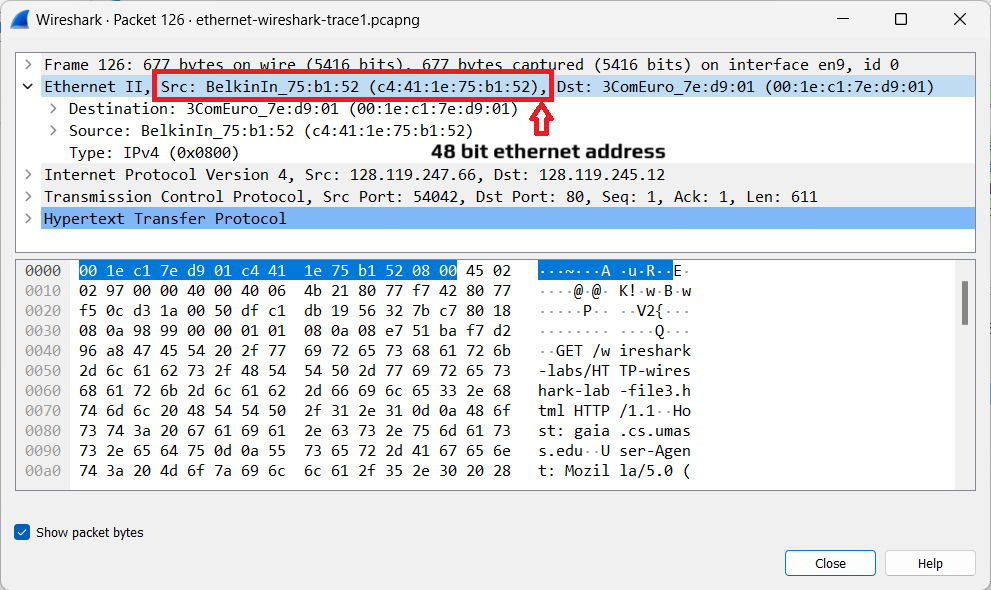 Wireshark · Packet 126 · ethernet-wireshark-trace1.pcapng
Frame 126: 677 bytes on wire (5416 bits), 677 bytes captured (5416 bits) on interface en9, id 0
Ethernet II, Src: BelkinIn_75:b1:52 (c4:41:1e:75:b1:52), Dst: 3ComEuro_7e:d9:01 (00:1e:c1:7e:d9:01)
Destination: 3ComEuro_7e:d9:01 (00:1e:c1:7e:d9:01)
Source: BelkinIn_75:b1:52 (c4:41:1e:75:b1:52)
Type: IPv4 (0x0800)
48 bit ethernet address
Internet Protocol Version 4, Src: 128.119.247.66, Dst: 128.119.245.12
Transmission Control Protocol, Src Port: 54042, Dst Port: 80, Seq: 1, Ack: 1, Len: 611
Hypertext Transfer Protocol
0000 00 1e c1 7e d9 01 c4 41 1e 75 b1 52 08 00 45 02 ···~···A ·u·R··E·
0010 02 97 00 00 40 00 40 06 4b 21 80 77 f7 42 80 77 ····@·@· K!·w·B·w
0020 f5 0c d3 1a 00 50 df c1 db 19 56 32 7b c7 80 18 ·····P·· ··V2{···
0030 08 0a 98 99 00 00 01 01 08 0a 08 e7 51 ba f7 d2 ········ ····Q···
0040 96 a8 47 45 54 20 2f 77 69 72 65 73 68 61 72 6b ··GET /w ireshark
0050 2d 6c 61 62 73 2f 48 54 54 50 2d 77 69 72 65 73 -labs/HT TP-wires
0060 68 61 72 6b 2d 6c 61 62 2d 66 69 6c 65 33 2e 68 hark-lab -file3.h
0070 74 6d 6c 20 48 54 54 50 2f 31 2e 31 0d 0a 48 6f tml HTTP /1.1··Ho
0080 73 74 3a 20 67 61 69 61 2e 63 73 2e 75 6d 61 73 st: gaia .cs.umas
0090 73 2e 65 64 75 0d 0a 55 73 65 72 2d 41 67 65 6e s.edu··U ser-Agen
00a0 74 3a 20 4d 6f 7a 69 6c 6c 61 2f 35 2e 30 20 28 t: Mozil la/5.0 (
Show packet bytes
Close Help